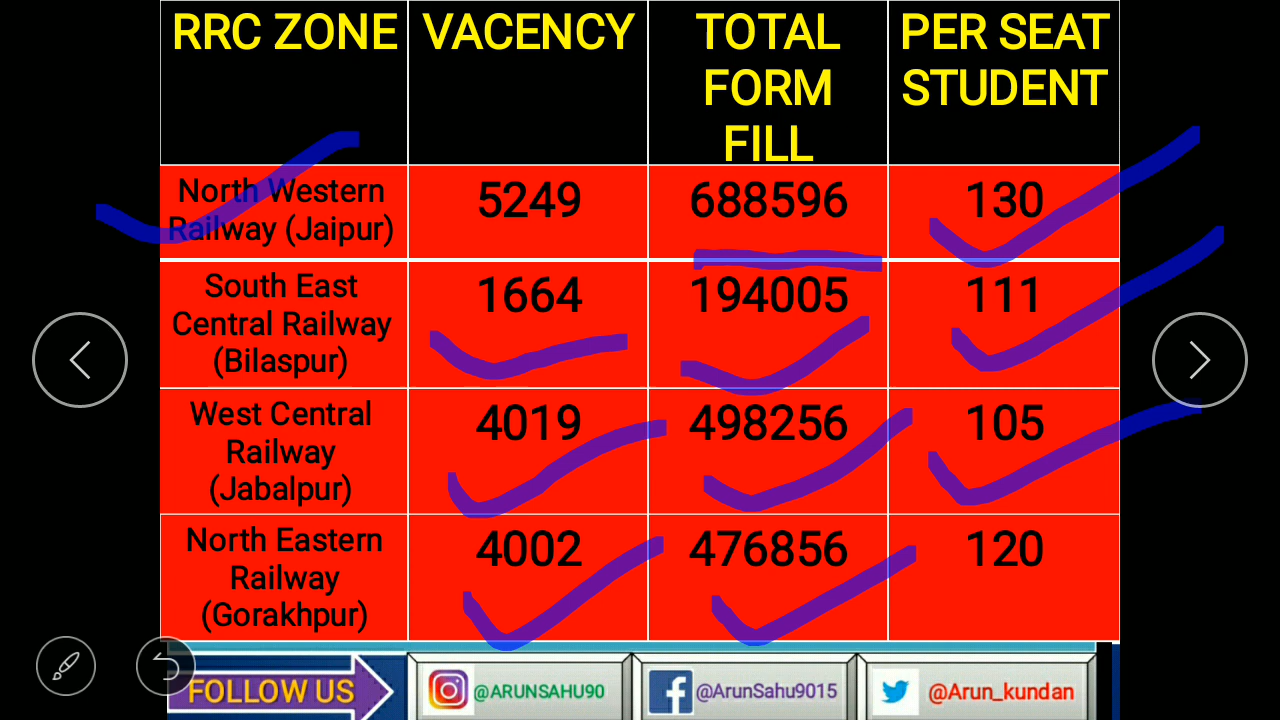 RRC ZONE VACENCY TOTAL FORM FILL PER SEAT STUDENT
North Western Railway (Jaipur) 5249 688596 130
South East Central Railway (Bilaspur) 1664 194005 111
West Central Railway (Jabalpur) 4019 498256 105
North Eastern Railway (Gorakhpur) 4002 476856 120
FOLLOW US @ARUNSAHU90 @ArunSahu9015 @Arun_kundan